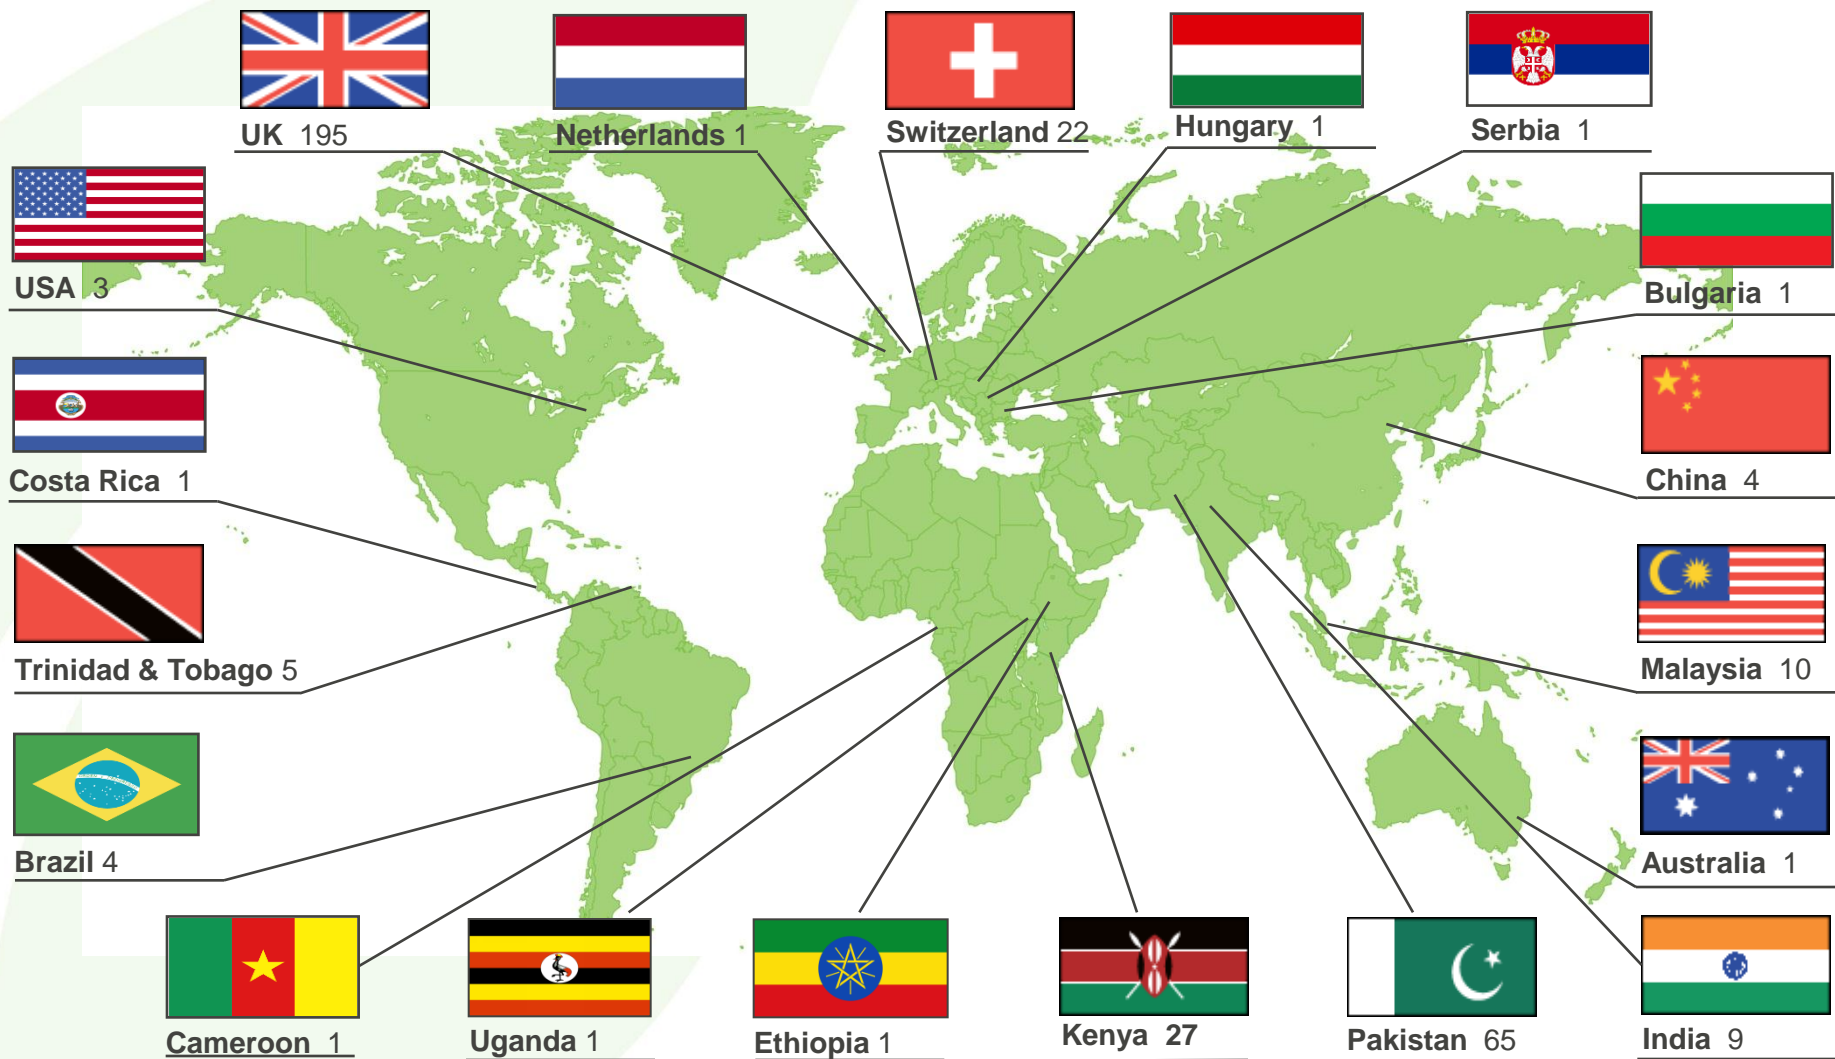 UK 195
Netherlands 1
Switzerland 22
Hungary 1
Serbia 1
USA 3
Bulgaria 1
Costa Rica 1
China 4
Trinidad & Tobago 5
Malaysia 10
Brazil 4
Australia 1
Cameroon 1
Uganda 1
Ethiopia 1
Kenya 27
Pakistan 65
India 9